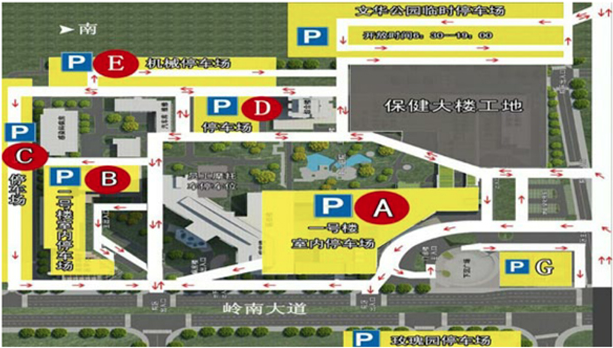 文华公园临时停车场
P
开放时间6：30—19：00
南
P E 机械停车场
P D
停车场
保健大楼工地
P
C
停车场
P B
二号楼
室内停车场
P A
一号楼
室内停车场
P G
岭南大道
P 玫瑰园停车场